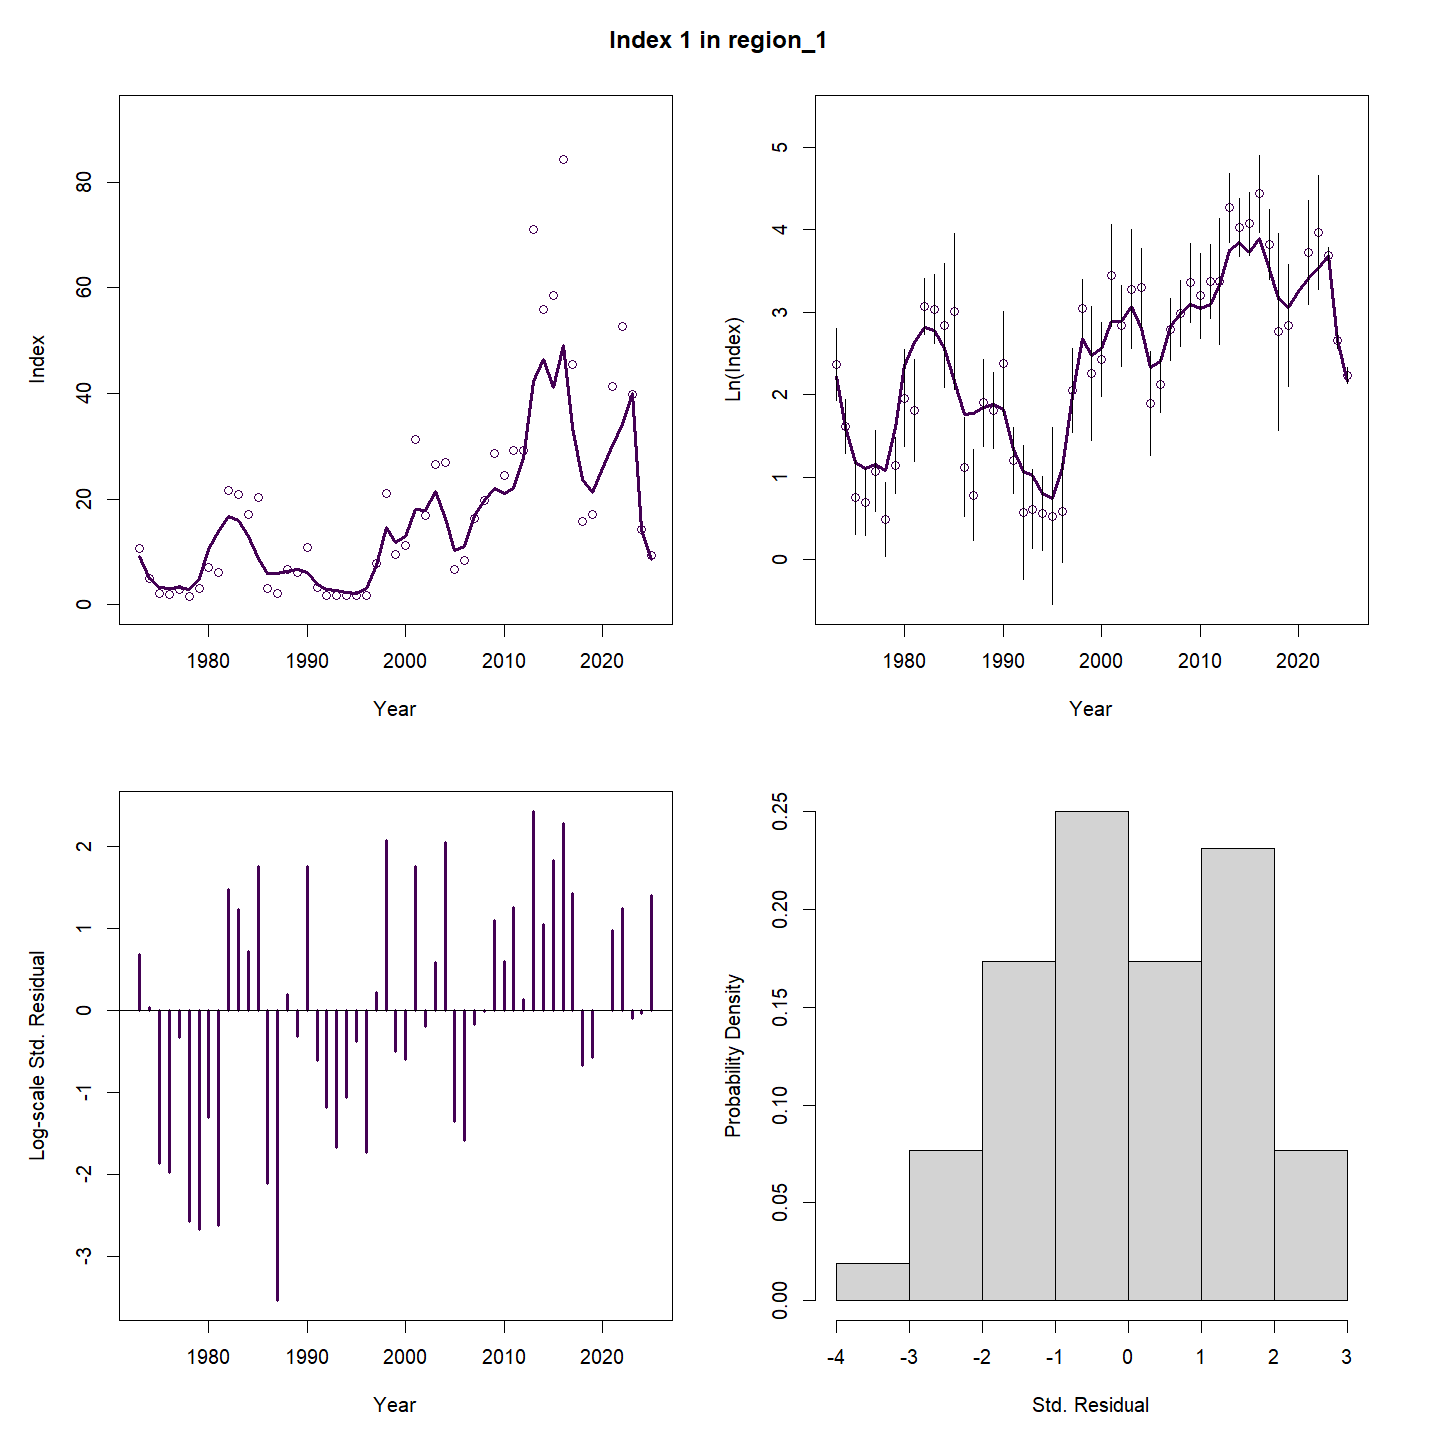 Index 1 in region_1
Index
0 20 40 60 80
1980 1990 2000 2010 2020
Year
Ln(Index)
0 1 2 3 4 5
1980 1990 2000 2010 2020
Year
Log-scale Std. Residual
-3 -2 -1 0 1 2
1980 1990 2000 2010 2020
Year
Probability Density
0.00 0.05 0.10 0.15 0.20 0.25
-4 -3 -2 -1 0 1 2 3
Std. Residual